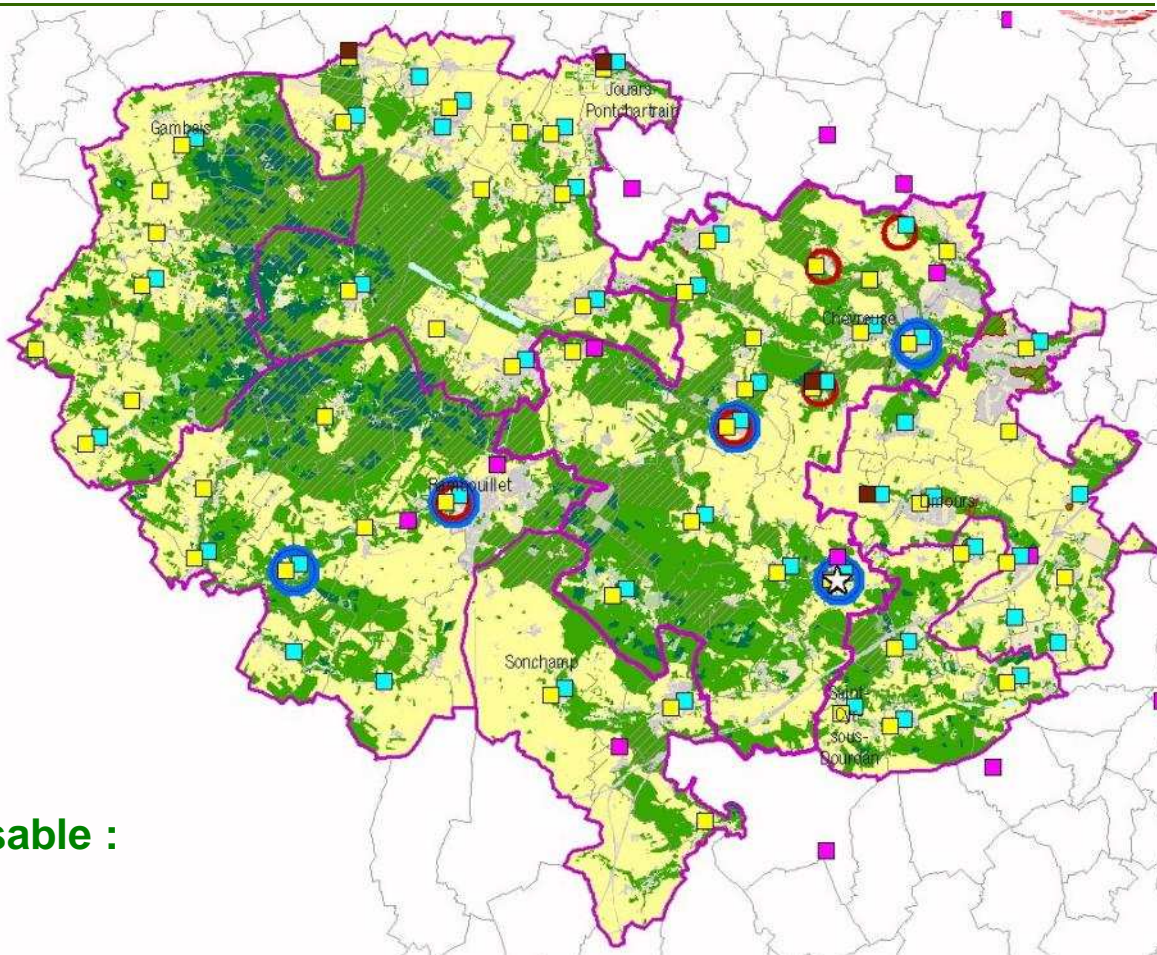 Jouars
Pontchartrain
Gambais
Chevreuse
Rambouillet
Limours
Sonchamp
Saint
Cyr
sous-
Dourdan
sable :